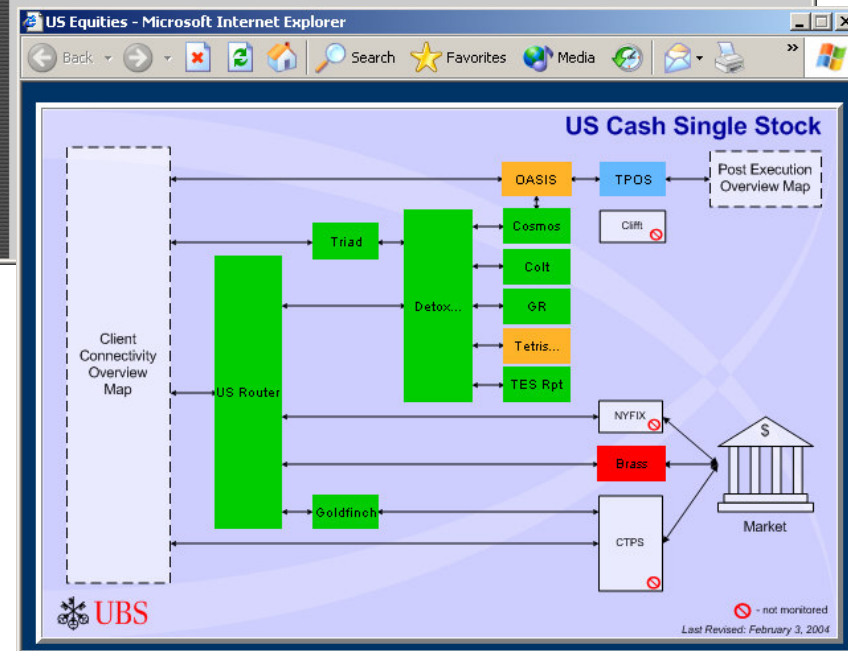 US Equities - Microsoft Internet Explorer
Back
Search
Favorites
Media
»
US Cash Single Stock
OASIS
TPOS
Post Execution
Overview Map
Cosmos
Clifft
Triad
Colt
Detox...
GR
Client
Connectivity
Overview
Map
Tetris...
US Router
TES Rpt
NYFIX
$
Brass
Goldfinch
Market
CTPS
UBS
- not monitored
Last Revised: February 3, 2004